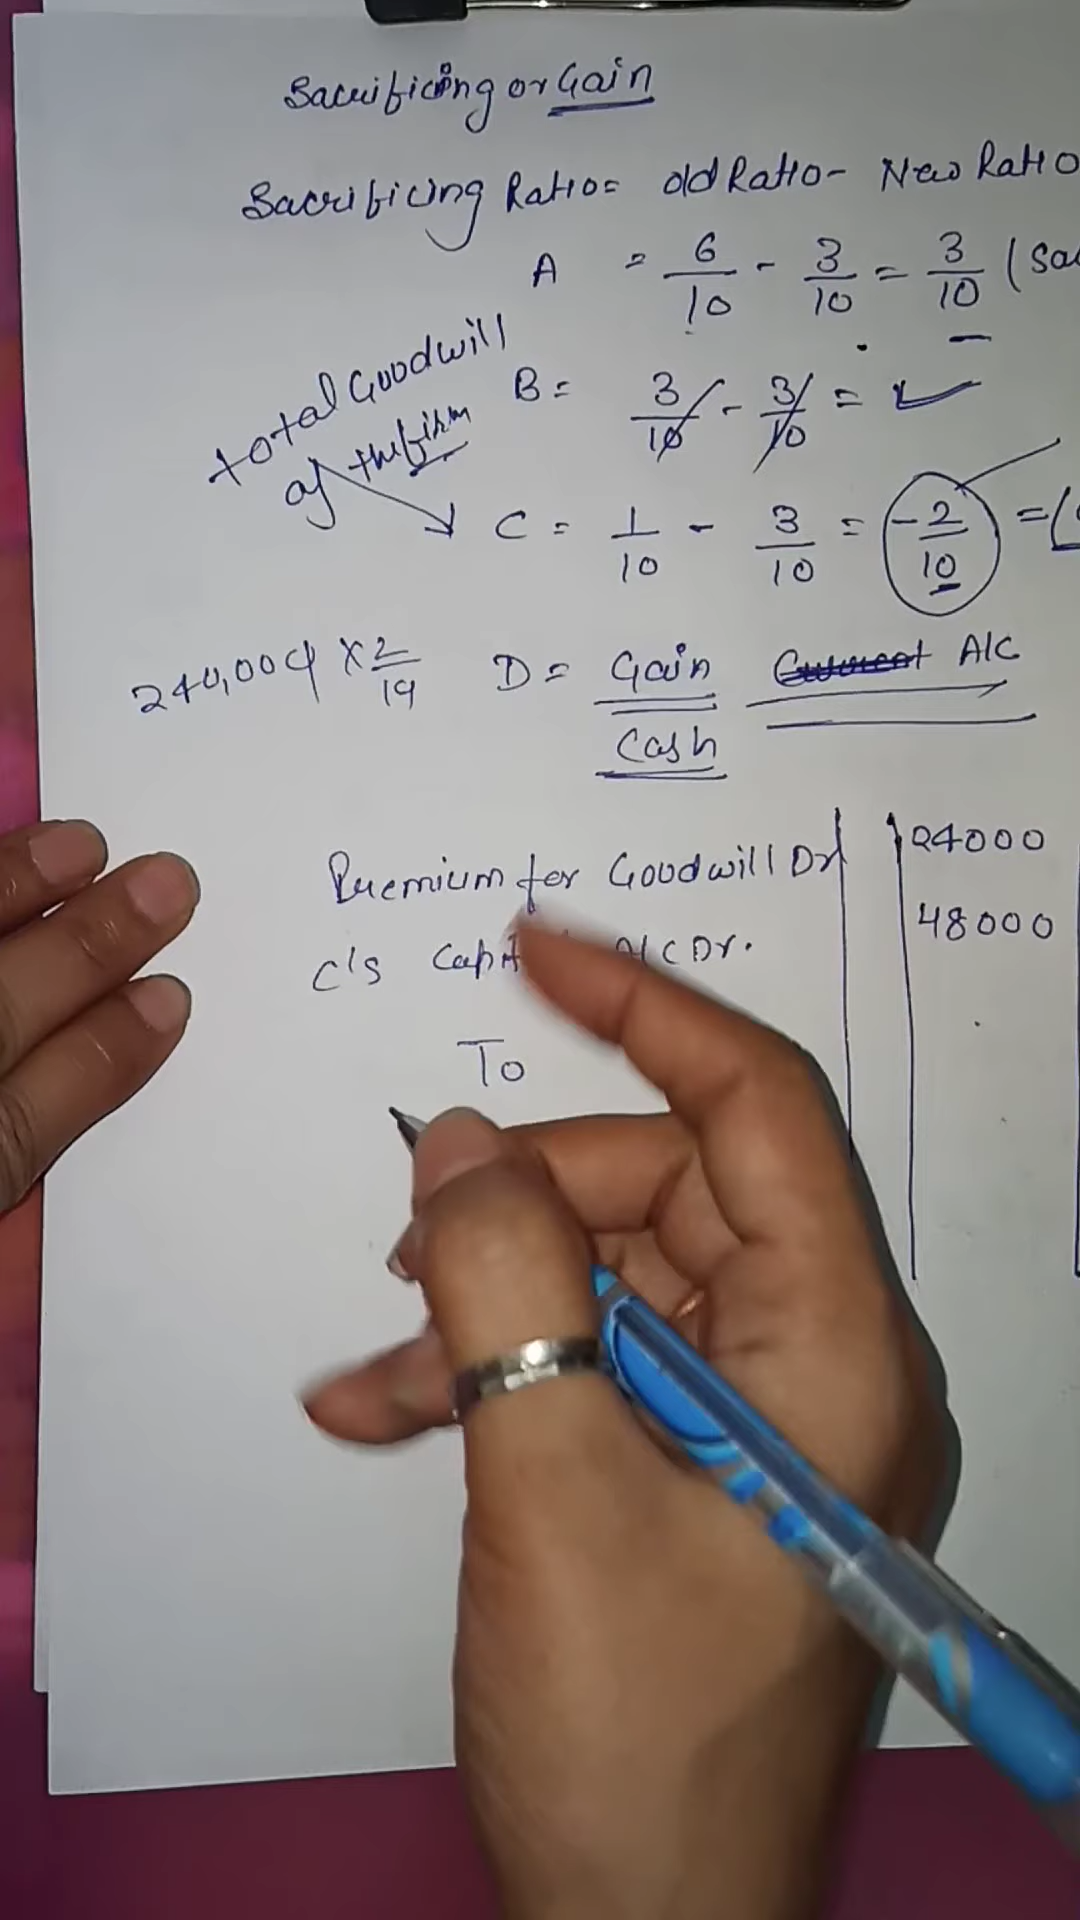 Sacrificing or Gain
Sacrificing Ratio = old Ratio - New Ratio
A = 6/10 - 3/10 = 3/10 (Sa
total Goodwill
of the firm
B = 3/10 - 3/10 =
C = 1/10 - 3/10 = -2/10 = (
240,000 × 2/10
D = Gain A/C
Cash
Premium for Goodwill Dr 24000
C's A/C Dr. 48000
To